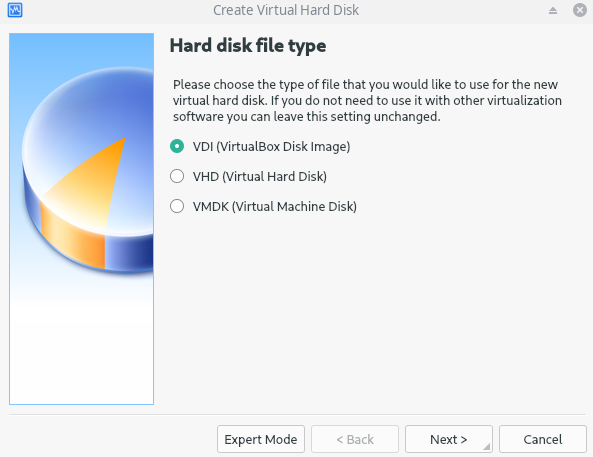 Create Virtual Hard Disk
Hard disk file type
Please choose the type of file that you would like to use for the new
virtual hard disk. If you do not need to use it with other virtualization
software you can leave this setting unchanged.
VDI (VirtualBox Disk Image)
VHD (Virtual Hard Disk)
VMDK (Virtual Machine Disk)
Expert Mode
< Back
Next >
Cancel